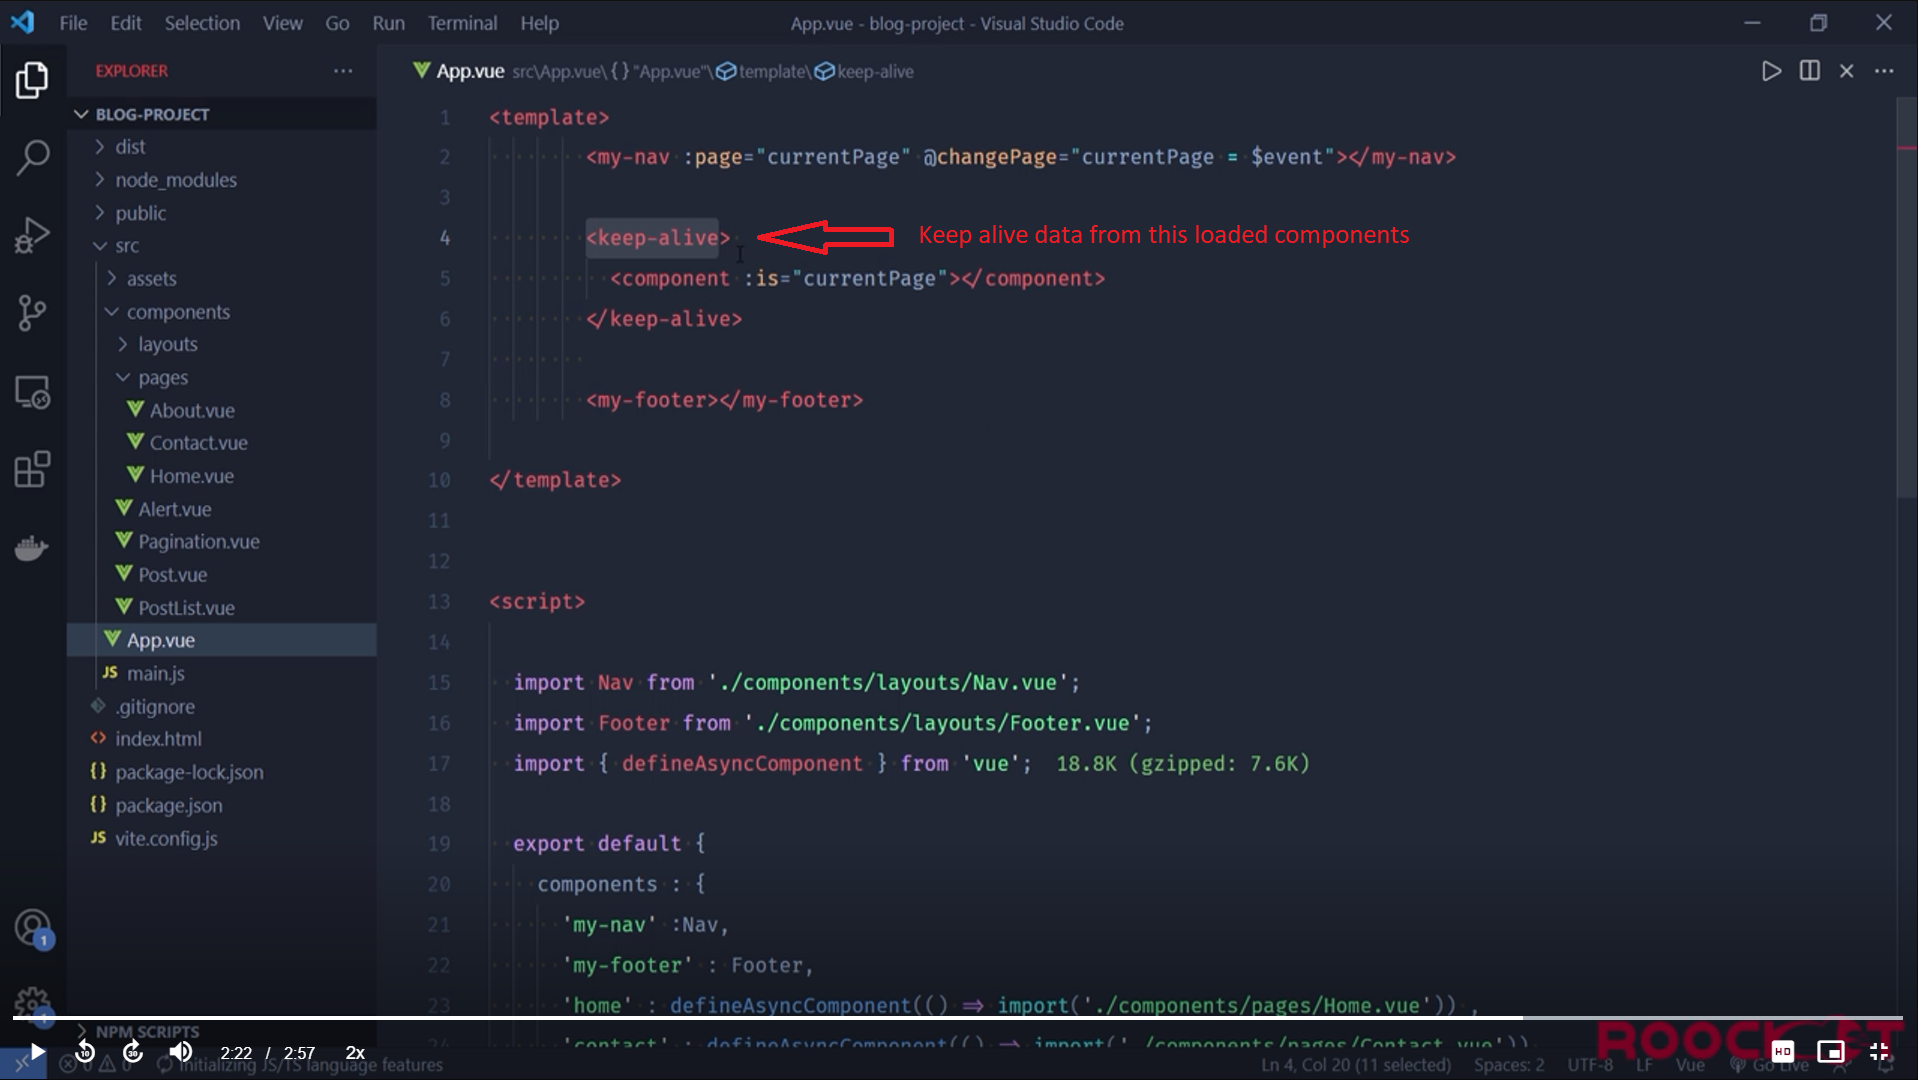 File Edit Selection View Go Run Terminal Help
App.vue - blog-project - Visual Studio Code
EXPLORER
App.vue src\App.vue\{} "App.vue"\template\keep-alive
BLOG-PROJECT
dist
node_modules
public
src
assets
components
layouts
pages
About.vue
Contact.vue
Home.vue
Alert.vue
Pagination.vue
Post.vue
PostList.vue
App.vue
JS main.js
.gitignore
<> index.html
{} package-lock.json
{} package.json
JS vite.config.js
1
NPM SCRIPTS
1 <template>
2 <my-nav :page="currentPage" @changePage="currentPage = $event"></my-nav>
3
4 <keep-alive>
Keep alive data from this loaded components
5 <component :is="currentPage"></component>
6 </keep-alive>
7
8 <my-footer></my-footer>
9
10 </template>
11
12
13 <script>
14
15 import Nav from './components/layouts/Nav.vue';
16 import Footer from './components/layouts/Footer.vue';
17 import { defineAsyncComponent } from 'vue'; 18.8K (gzipped: 7.6K)
18
19 export default {
20 components : {
21 'my-nav' :Nav,
22 'my-footer' : Footer,
23 'home' : defineAsyncComponent(() => import('./components/pages/Home.vue')) ,
24 'contact' : defineAsyncComponent(() => import('./components/pages/Contact.vue'))
ROOCKET
10 30 2:22 / 2:57 2x
HD
0 0 Initializing JS/TS language features
Ln 4, Col 20 (11 selected) Spaces: 2 UTF-8 LF Vue Go Live